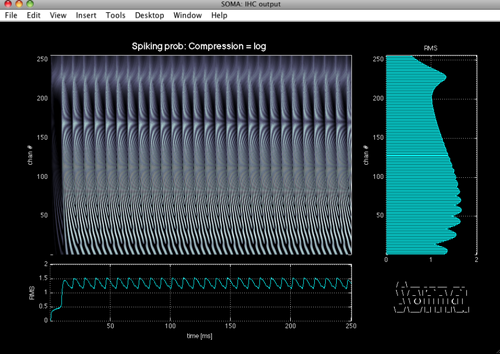 SOMA: IHC output
File Edit View Insert Tools Desktop Window Help
Spiking prob: Compression = log
RMS
250
200
150
100
50
chan #
250
200
150
100
50
0
chan #
0 1 2
2
1.5
1
0.5
0
RMS
50 100 150 200 250
time [ms]